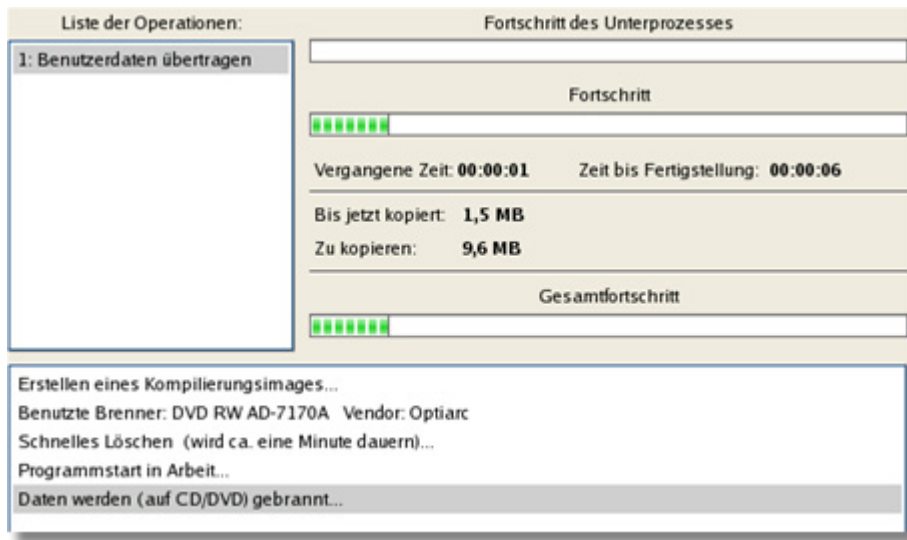 Liste der Operationen:
1: Benutzerdaten übertragen
Fortschritt des Unterprozesses
Fortschritt
Vergangene Zeit: 00:00:01 Zeit bis Fertigstellung: 00:00:06
Bis jetzt kopiert: 1,5 MB
Zu kopieren: 9,6 MB
Gesamtfortschritt
Erstellen eines Kompilierungsimages...
Benutzte Brenner: DVD RW AD-7170A Vendor: Optiarc
Schnelles Löschen (wird ca. eine Minute dauern)...
Programmstart in Arbeit...
Daten werden (auf CD/DVD) gebrannt...